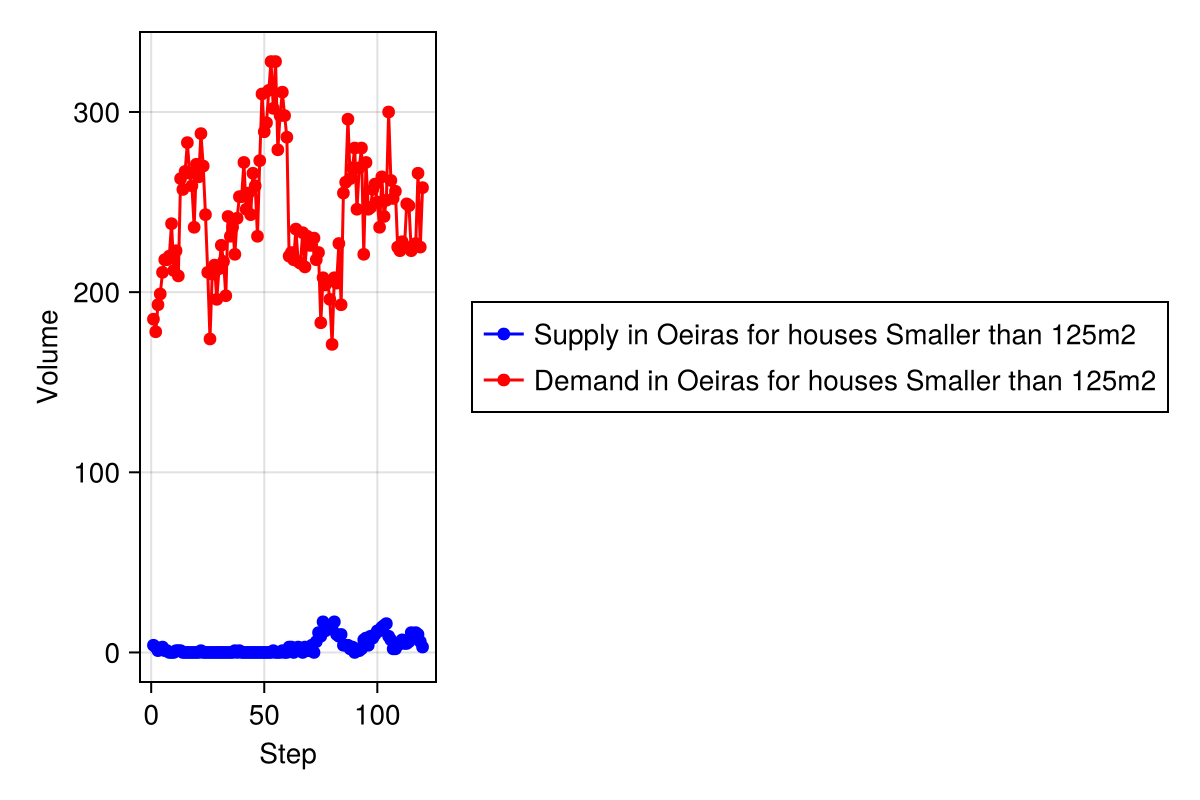 Volume
300
200
100
0
0 50 100
Step
Supply in Oeiras for houses Smaller than 125m2
Demand in Oeiras for houses Smaller than 125m2